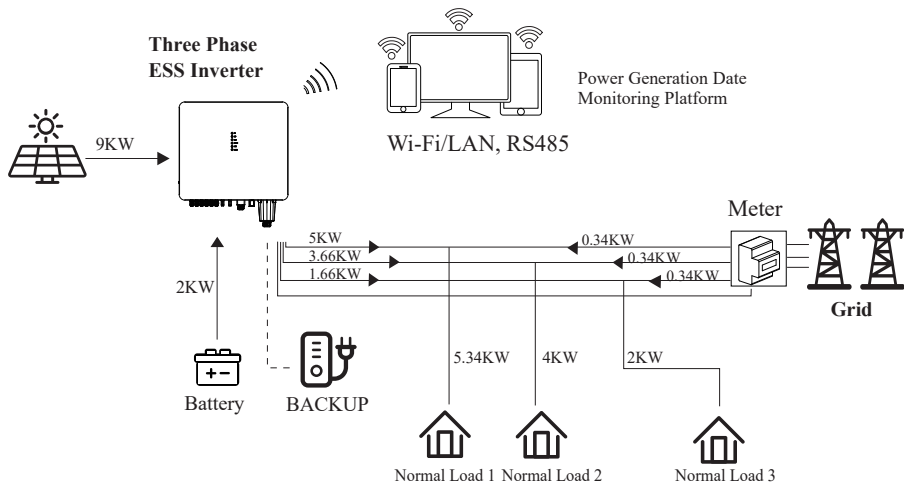 Three Phase
ESS Inverter
Power Generation Date
Monitoring Platform
Wi-Fi/LAN, RS485
9KW
Meter
5KW
0.34KW
3.66KW
0.34KW
1.66KW
0.34KW
2KW
Grid
5.34KW
4KW
2KW
Battery
BACKUP
Normal Load 1
Normal Load 2
Normal Load 3